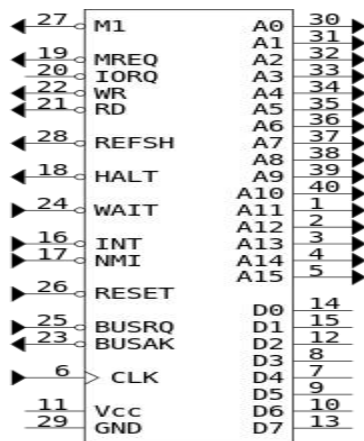 27 M1
19 MREQ
20 IORQ
22 WR
21 RD
28 REFSH
18 HALT
24 WAIT
16 INT
17 NMI
26 RESET
25 BUSRQ
23 BUSAK
6 CLK
11 Vcc
29 GND
A0 30
A1 31
A2 32
A3 33
A4 34
A5 35
A6 36
A7 37
A8 38
A9 39
A10 40
A11 1
A12 2
A13 3
A14 4
A15 5
D0 14
D1 15
D2 12
D3 8
D4 7
D5 9
D6 10
D7 13